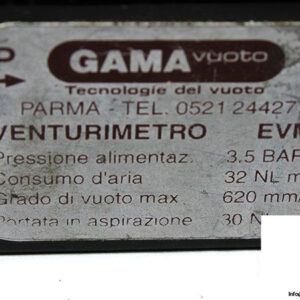 P
GAMA vuoto
Tecnologie del vuoto
PARMA - TEL. 0521 24427
VENTURIMETRO EVM
Pressione alimentaz. 3,5 BAR
Consumo d'aria 32 NL m
Grado di vuoto max 620 mm
Portata in aspirazione 30 NL